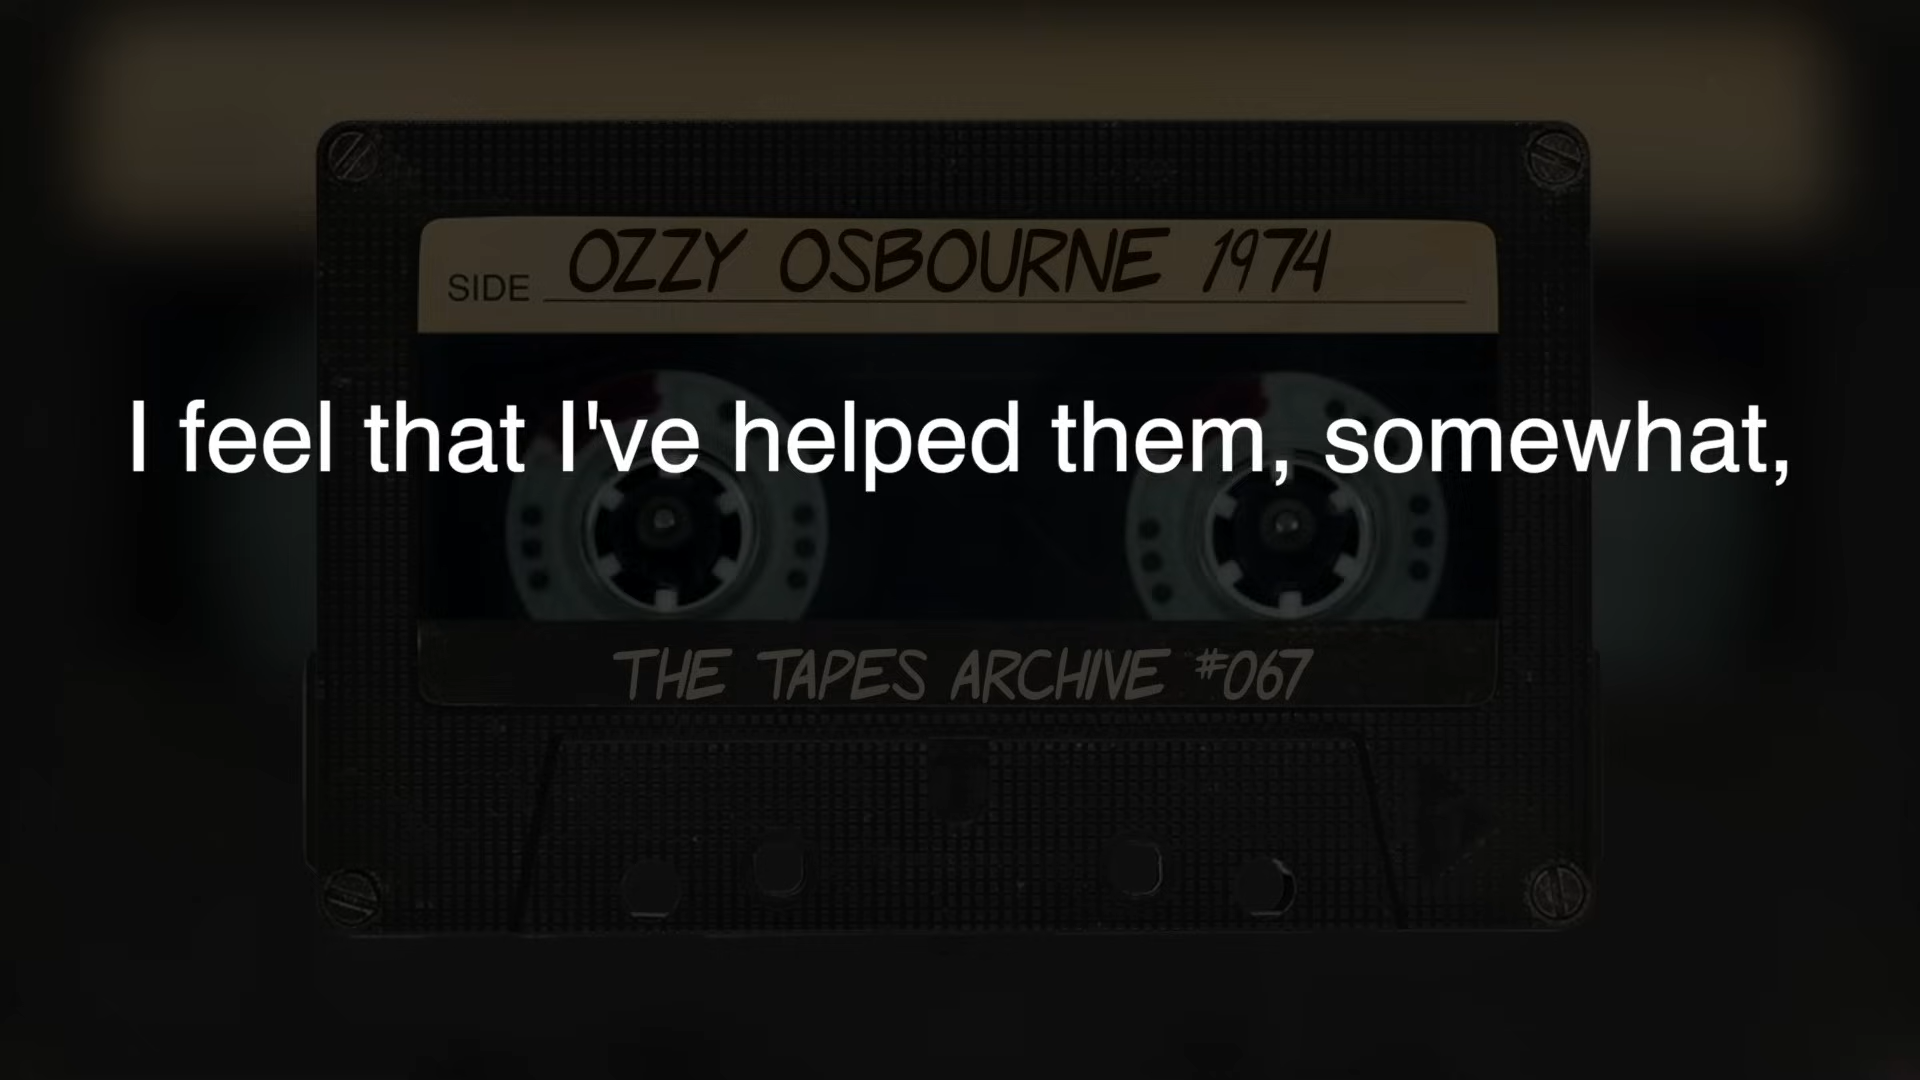 SIDE OZZY OSBOURNE 1974
I feel that I've helped them, somewhat,
THE TAPES ARCHIVE #067